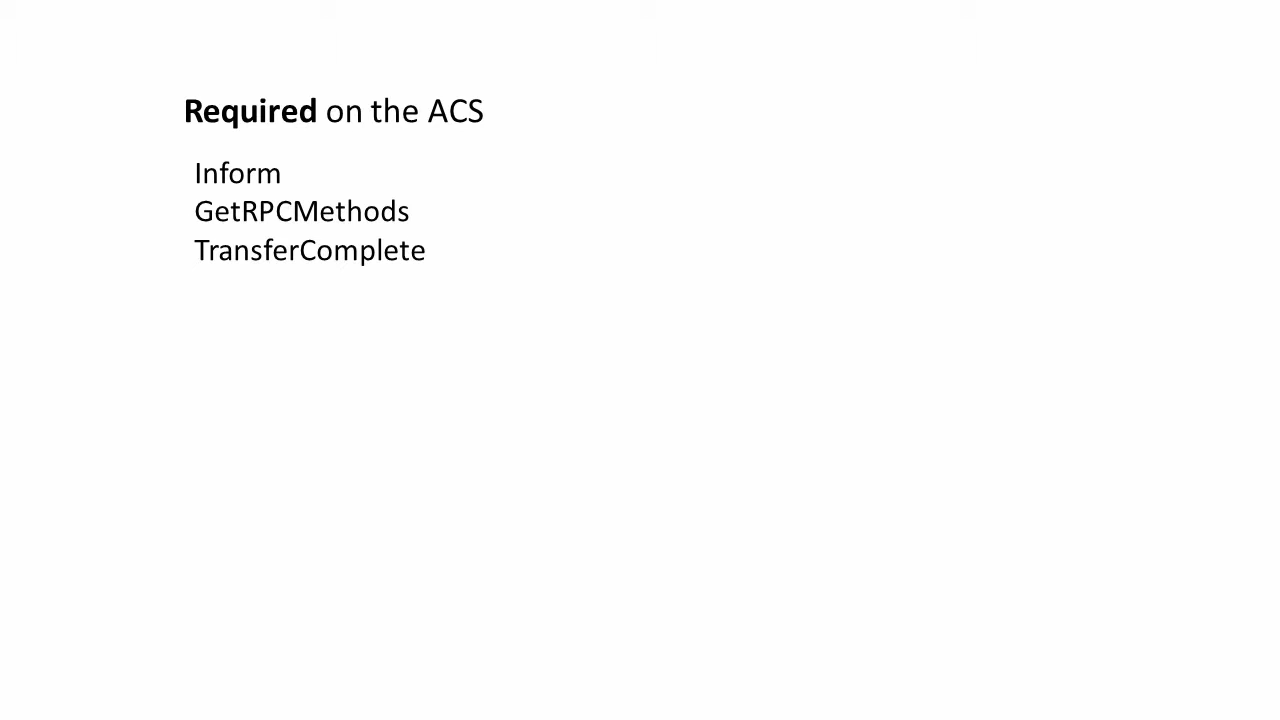 Required on the ACS
Inform
GetRPCMethods
TransferComplete